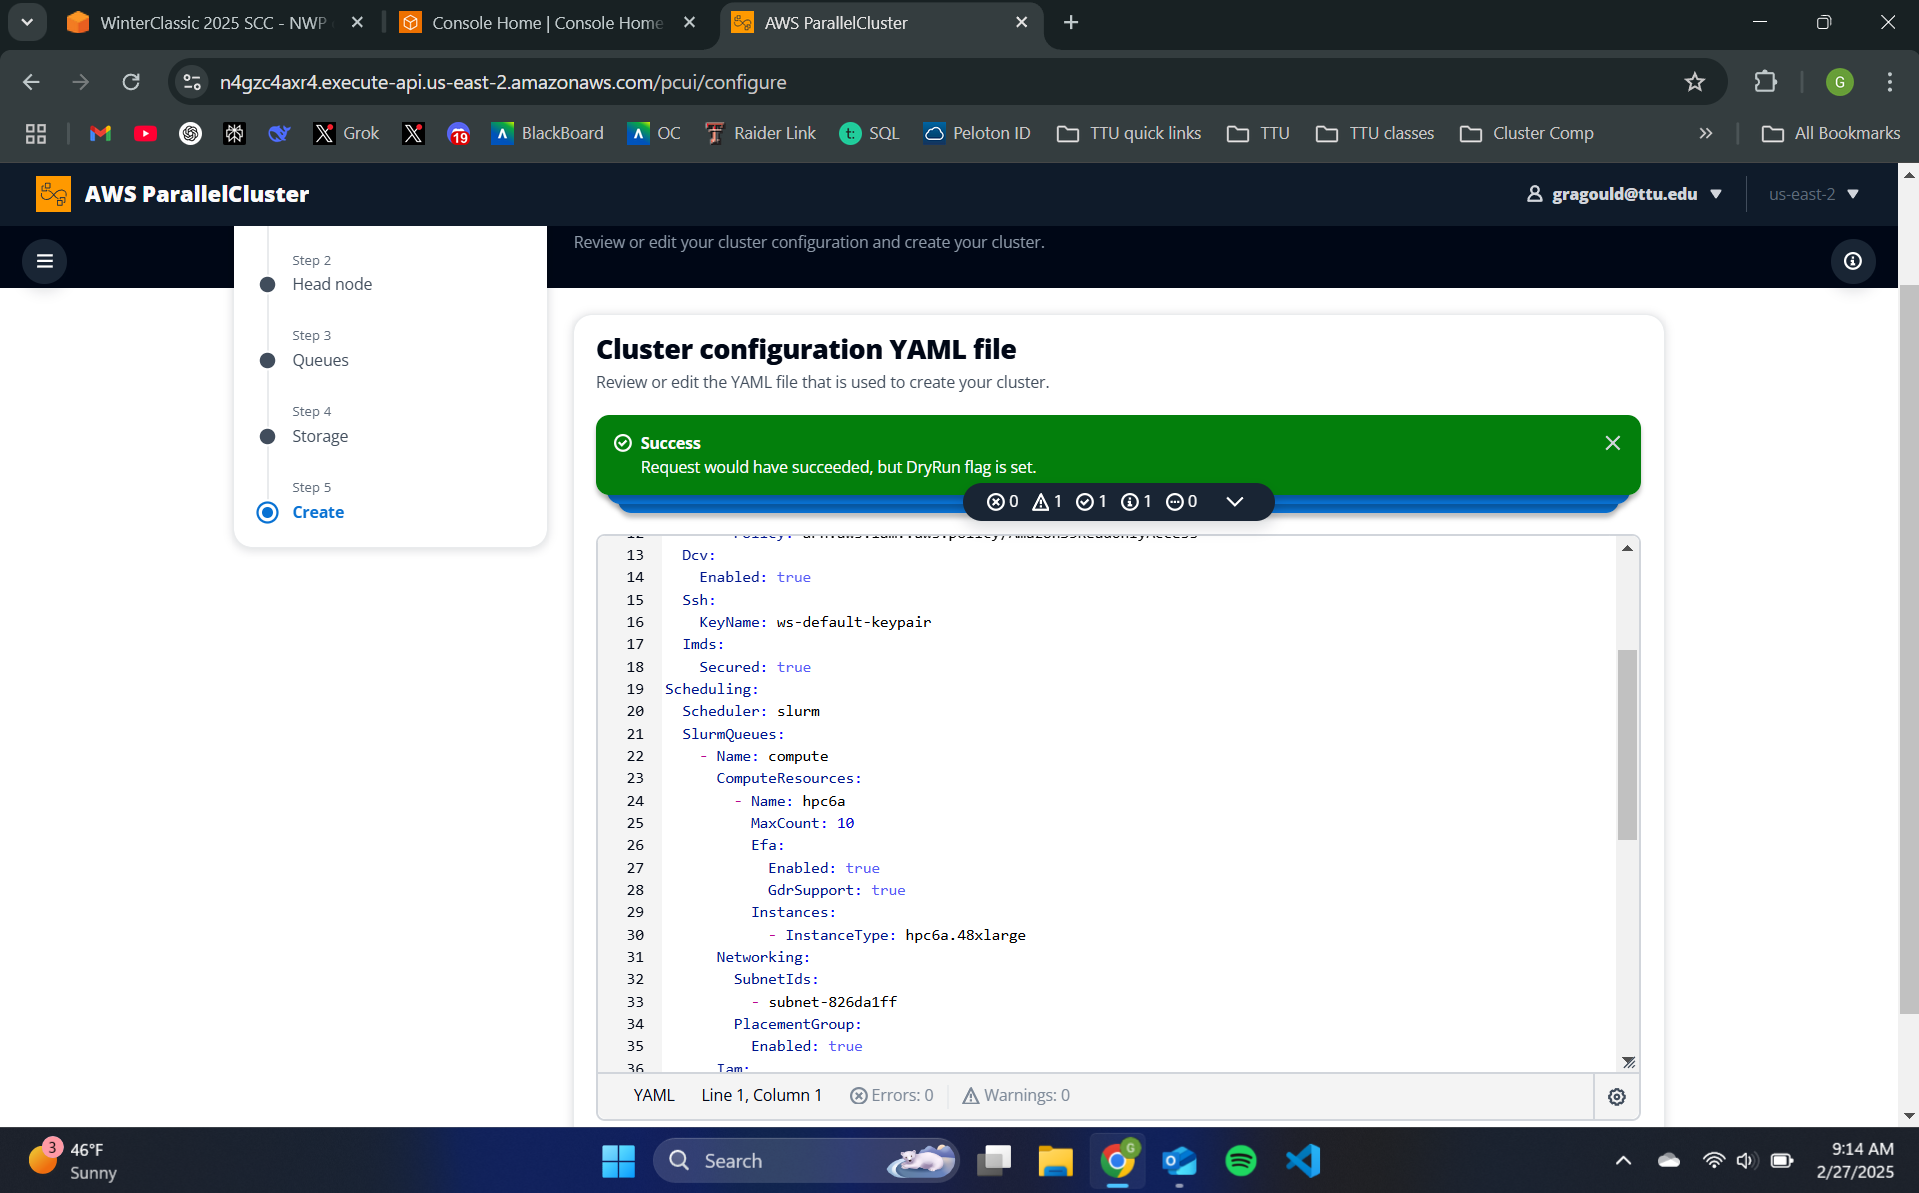 WinterClassic 2025 SCC - NWP
Console Home | Console Home
AWS ParallelCluster
n4gzc4axr4.execute-api.us-east-2.amazonaws.com/pcui/configure
G
Grok
19
BlackBoard
OC
Raider Link
SQL
Peloton ID
TTU quick links
TTU
TTU classes
Cluster Comp
All Bookmarks
AWS ParallelCluster
gragould@ttu.edu
us-east-2
Review or edit your cluster configuration and create your cluster.
Step 2
Head node
Step 3
Queues
Step 4
Storage
Step 5
Create
Cluster configuration YAML file
Review or edit the YAML file that is used to create your cluster.
Success
Request would have succeeded, but DryRun flag is set.
0 1 1 1 0
13 Dcv:
14 Enabled: true
15 Ssh:
16 KeyName: ws-default-keypair
17 Imds:
18 Secured: true
19 Scheduling:
20 Scheduler: slurm
21 SlurmQueues:
22 - Name: compute
23 ComputeResources:
24 - Name: hpc6a
25 MaxCount: 10
26 Efa:
27 Enabled: true
28 GdrSupport: true
29 Instances:
30 - InstanceType: hpc6a.48xlarge
31 Networking:
32 SubnetIds:
33 - subnet-826da1ff
34 PlacementGroup:
35 Enabled: true
36 Iam:
YAML Line 1, Column 1 Errors: 0 Warnings: 0
3
46°F
Sunny
Search
G
9:14 AM
2/27/2025